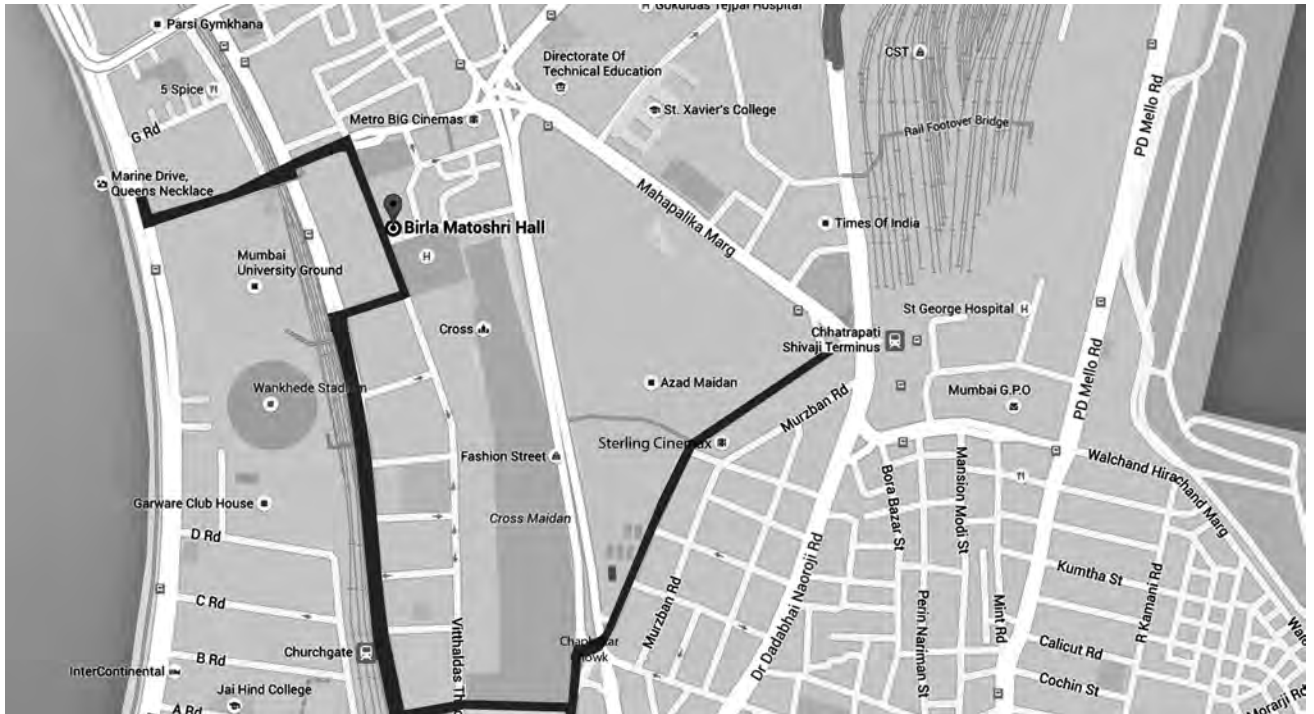 Parsi Gymkhana
Gokuldas Tejpal Hospital
H
Directorate Of
Technical Education
CST
5 Spice
Metro BIG Cinemas
St. Xavier's College
G Rd
Rail Footover Bridge
PD Mello Rd
Marine Drive,
Queens Necklace
Mahapalika Marg
Birla Matoshri Hall
Times Of India
Mumbai
University Ground
H
St George Hospital
H
Cross
Chhatrapati
Shivaji Terminus
PD Mello Rd
Azad Maidan
Wankhede
Mumbai G.P.O
Murzban Rd
Sterling
Fashion Street
Walchand Hirachand Marg
Bora Bazar St
Mansion Modi St
Garware Club House
Cross Maidan
D Rd
Dr Dadabhai Naoroji Rd
Kumtha St
C Rd
Murzban Rd
Perin Nariman St
Mint Rd
R Kamani Rd
Calicut Rd
Churchgate
Vitthaldas
B Rd
InterContinental
Cochin St
Jai Hind College
A Rd
Morarji Rd